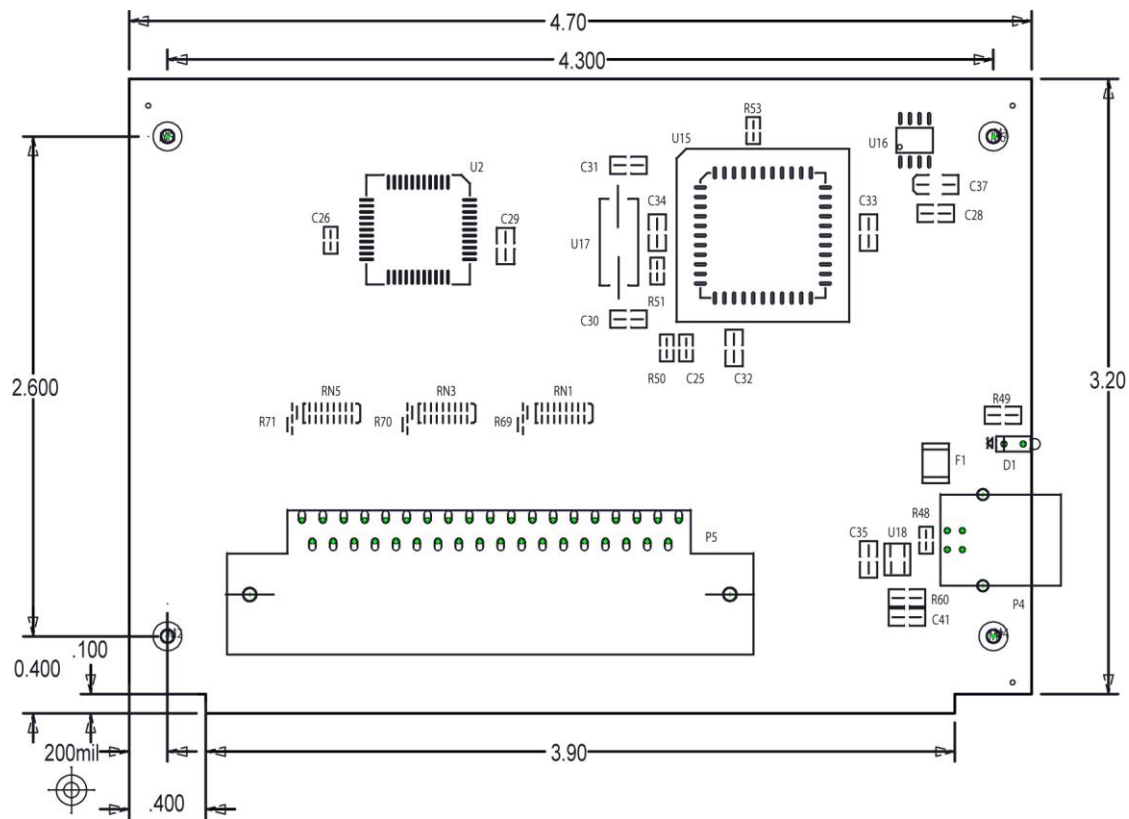 4.70
4.300
R53
U15
U16
C31
U2
C37
C26
C29
C34
C33
C28
U17
R51
C30
R50
C25
C32
2.600
3.20
RN5
RN3
RN1
R49
R71
R70
R69
F1
D1
R48
P5
C35
U18
R60
P4
C41
.100
0.400
200mil
3.90
.400